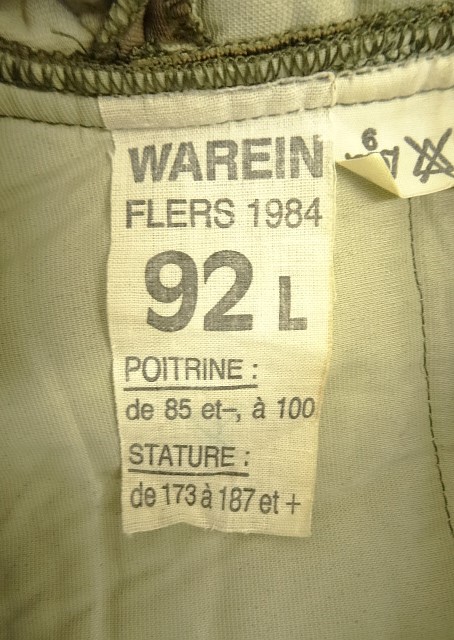 WAREIN
FLERS 1984
92 L
POITRINE :
de 85 et-, à 100
STATURE :
de 173 à 187 et +
6